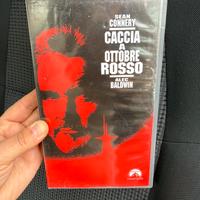 SEAN
CONNERY
CACCIA
A
OTTOBRE
ROSSO
ALEC
BALDWIN